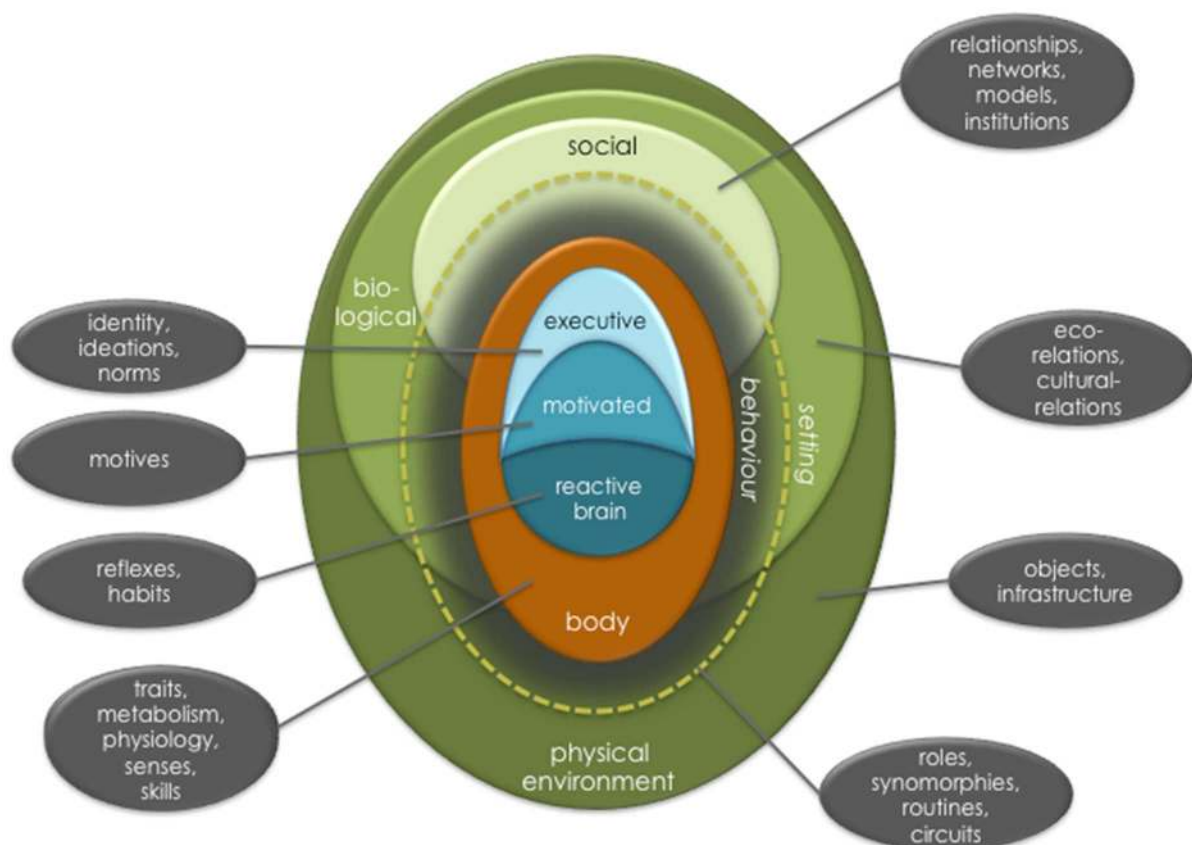 relationships,
networks,
models,
institutions
social
bio-
logical
identity,
ideations,
norms
executive
eco-
relations,
cultural-
relations
motivated
behaviour
setting
motives
reactive
brain
reflexes,
habits
objects,
infrastructure
body
traits,
metabolism,
physiology,
senses,
skills
physical
environment
roles,
synomorphies,
routines,
circuits